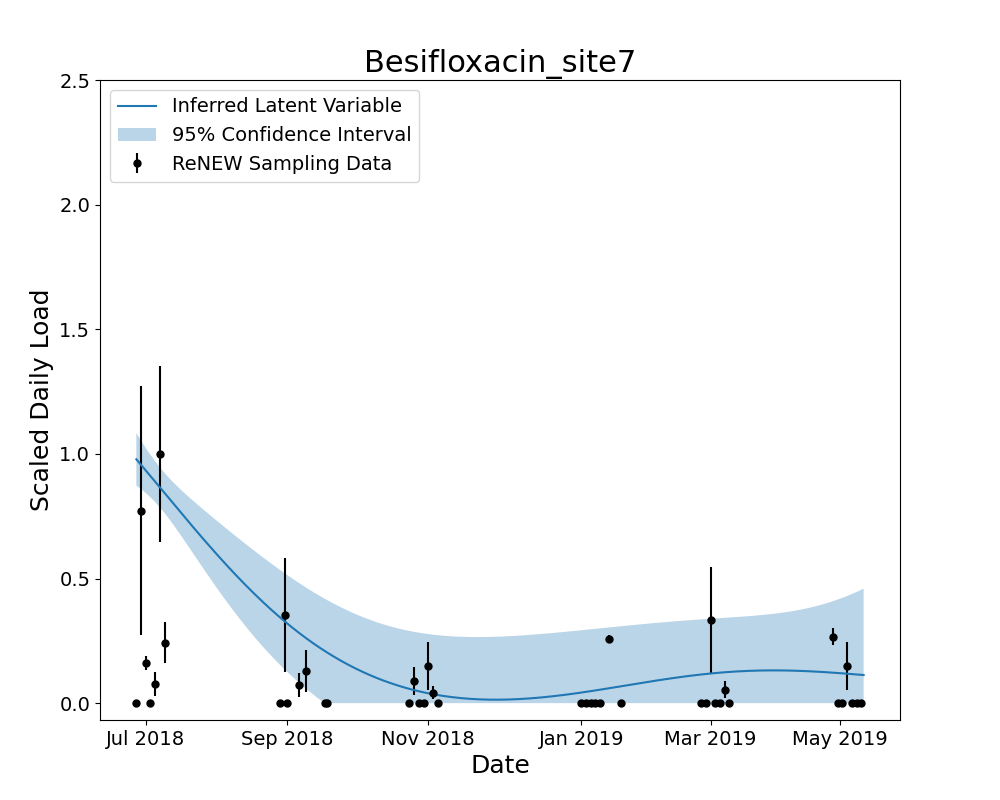 Besifloxacin_site7
2.5
Inferred Latent Variable
95% Confidence Interval
ReNEW Sampling Data
2.0
1.5
1.0
0.5
0.0
Scaled Daily Load
Jul 2018 Sep 2018 Nov 2018 Jan 2019 Mar 2019 May 2019
Date